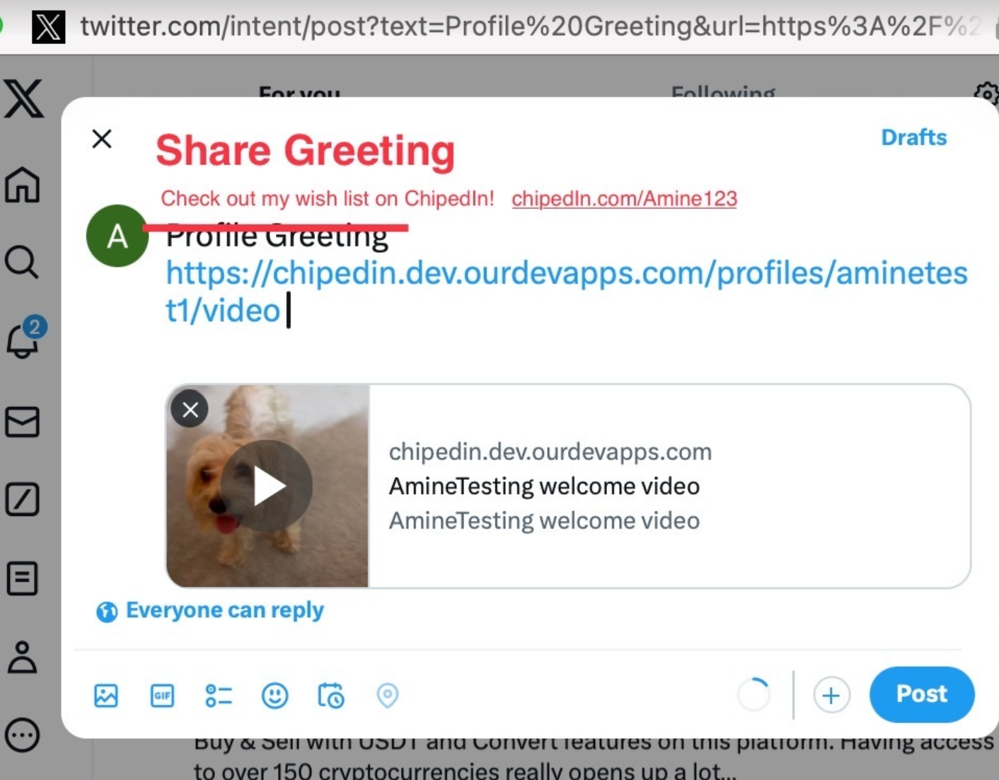 twitter.com/intent/post?text=Profile%20Greeting&url=https%3A%2F%2
For you
Following
Share Greeting
Drafts
Check out my wish list on ChipedIn! chipedIn.com/Amine123
A
Profile Greeting
https://chipedin.dev.ourdevapps.com/profiles/aminetes
t1/video
2
chipedin.dev.ourdevapps.com
AmineTesting welcome video
AmineTesting welcome video
Everyone can reply
GIF
Post
Buy & Sell with USDT and Convert features on this platform. Having access
to over 150 cryptocurrencies really opens up a lot...